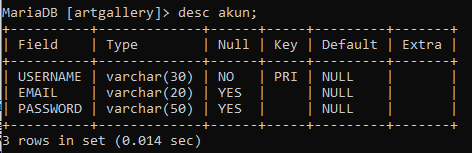 MariaDB [artgallery]> desc akun;
+----------+-------------+------+-----+---------+-------+
| Field    | Type        | Null | Key | Default | Extra |
+----------+-------------+------+-----+---------+-------+
| USERNAME | varchar(30) | NO   | PRI | NULL    |       |
| EMAIL    | varchar(20) | YES  |     | NULL    |       |
| PASSWORD | varchar(50) | YES  |     | NULL    |       |
+----------+-------------+------+-----+---------+-------+
3 rows in set (0.014 sec)